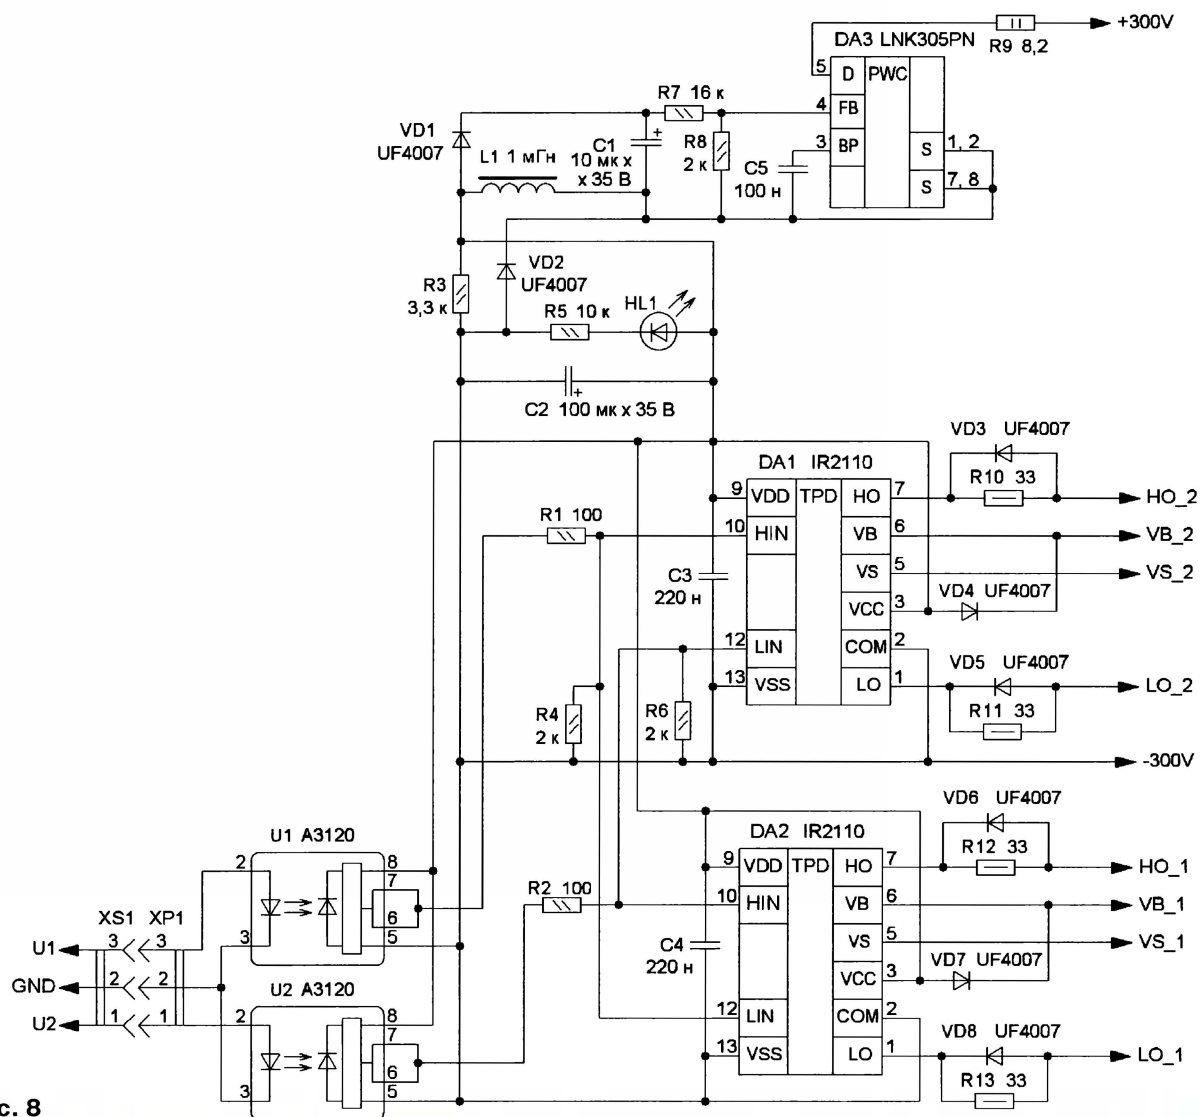 +300V
R9 8,2
DA3 LNK305PN
5 D PWC
R7 16 к
4 FB
VD1
UF4007
C1
10 мк х
х 35 В
R8
2 к
3 BP
S 1, 2
L1 1 мГн
C5
100 н
S 7, 8
VD2
UF4007
R3
3,3 к
R5 10 к
HL1
C2 100 мк х 35 В
VD3 UF4007
DA1 IR2110
R10 33
9 VDD TPD HO 7
HO_2
R1 100
10 HIN VB 6
VB_2
C3
220 н
VS 5
VS_2
VD4 UF4007
VCC 3
12 LIN COM 2
VD5 UF4007
13 VSS LO 1
LO_2
R4
2 к
R6
2 к
R11 33
-300V
VD6 UF4007
DA2 IR2110
U1 A3120
R12 33
9 VDD TPD HO 7
HO_1
2 8
7
R2 100
10 HIN VB 6
VB_1
6
XS1 XP1
C4
220 н
VS 5
VS_1
U1 3 3
3 5
VD7 UF4007
VCC 3
GND 2 2
U2 A3120
U2 1 1
2 8
12 LIN COM 2
7
VD8 UF4007
13 VSS LO 1
LO_1
6
R13 33
3 5
с. 8